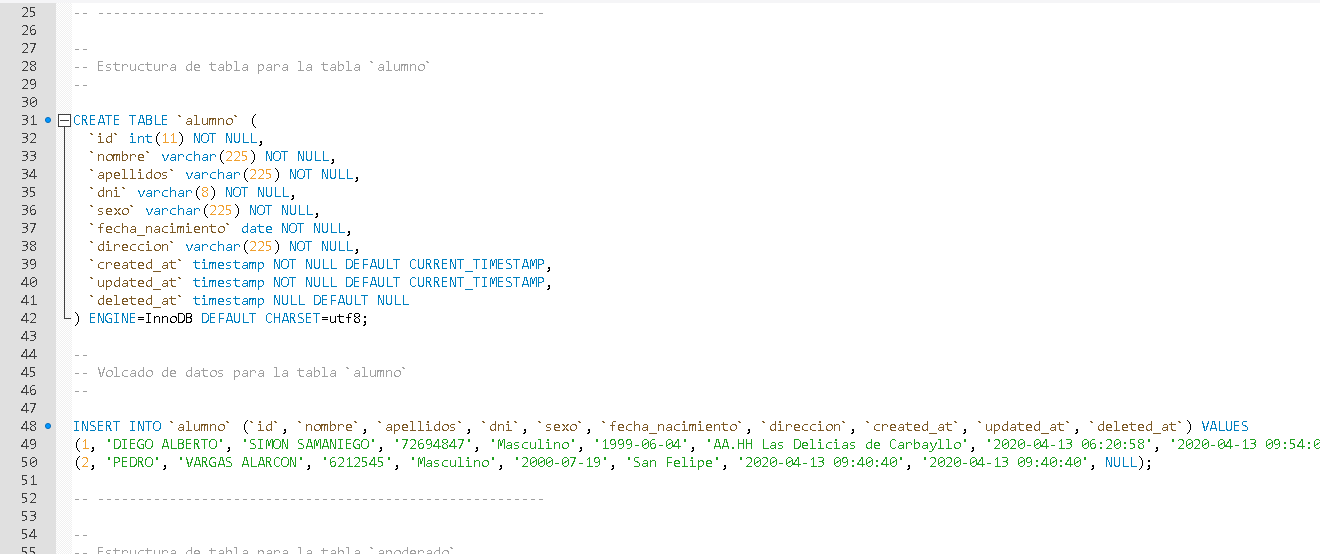 25 -- --------------------------------------------------------
26
27 --
28 -- Estructura de tabla para la tabla `alumno`
29 --
30
31 CREATE TABLE `alumno` (
32   `id` int(11) NOT NULL,
33   `nombre` varchar(225) NOT NULL,
34   `apellidos` varchar(225) NOT NULL,
35   `dni` varchar(8) NOT NULL,
36   `sexo` varchar(225) NOT NULL,
37   `fecha_nacimiento` date NOT NULL,
38   `direccion` varchar(225) NOT NULL,
39   `created_at` timestamp NOT NULL DEFAULT CURRENT_TIMESTAMP,
40   `updated_at` timestamp NOT NULL DEFAULT CURRENT_TIMESTAMP,
41   `deleted_at` timestamp NULL DEFAULT NULL
42 ) ENGINE=InnoDB DEFAULT CHARSET=utf8;
43
44 --
45 -- Volcado de datos para la tabla `alumno`
46 --
47
48 INSERT INTO `alumno` (`id`, `nombre`, `apellidos`, `dni`, `sexo`, `fecha_nacimiento`, `direccion`, `created_at`, `updated_at`, `deleted_at`) VALUES
49 (1, 'DIEGO ALBERTO', 'SIMON SAMANIEGO', '72694847', 'Masculino', '1999-06-04', 'AA.HH Las Delicias de Carbayllo', '2020-04-13 06:20:58', '2020-04-13 09:54:0
50 (2, 'PEDRO', 'VARGAS ALARCON', '6212545', 'Masculino', '2000-07-19', 'San Felipe', '2020-04-13 09:40:40', '2020-04-13 09:40:40', NULL);
51
52 -- --------------------------------------------------------
53
54 --
55 -- Estructura de tabla para la tabla `apoderado`